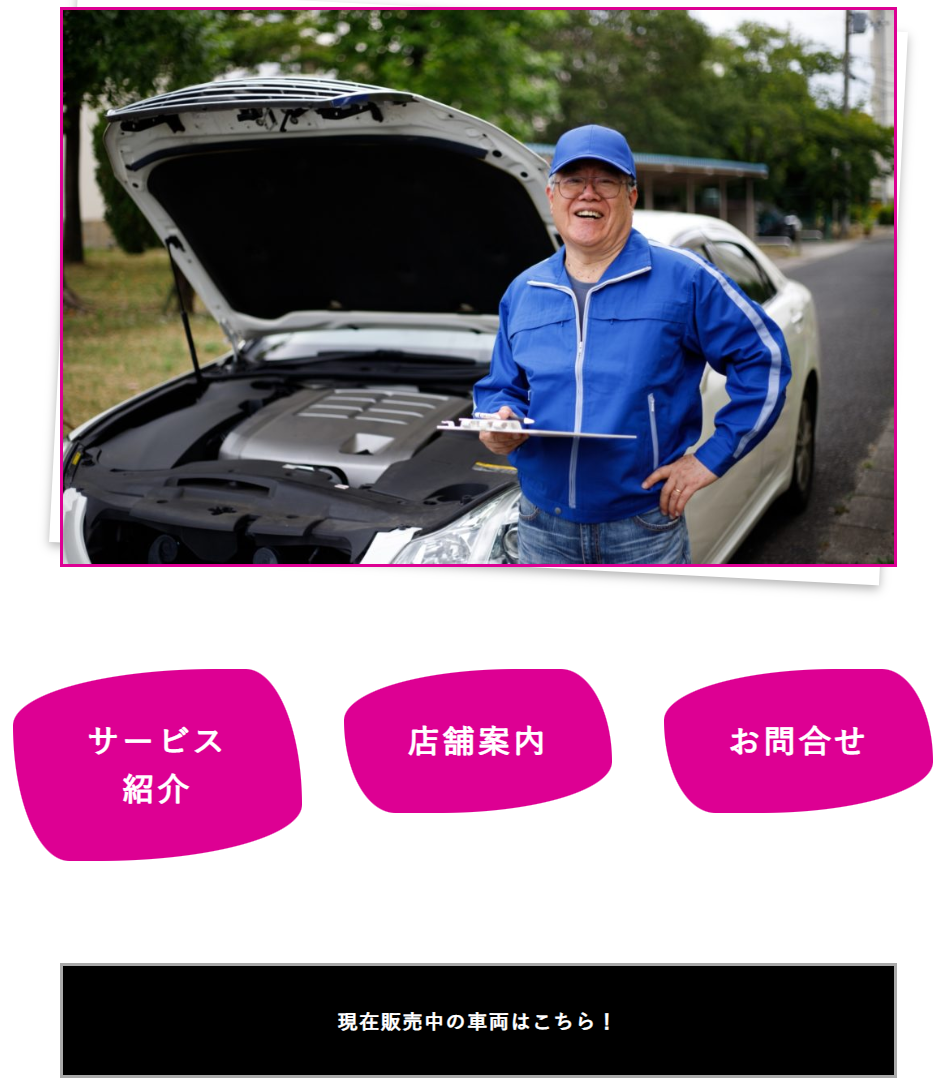 サービス
紹介
店舗案内
お問合せ
現在販売中の車両はこちら！